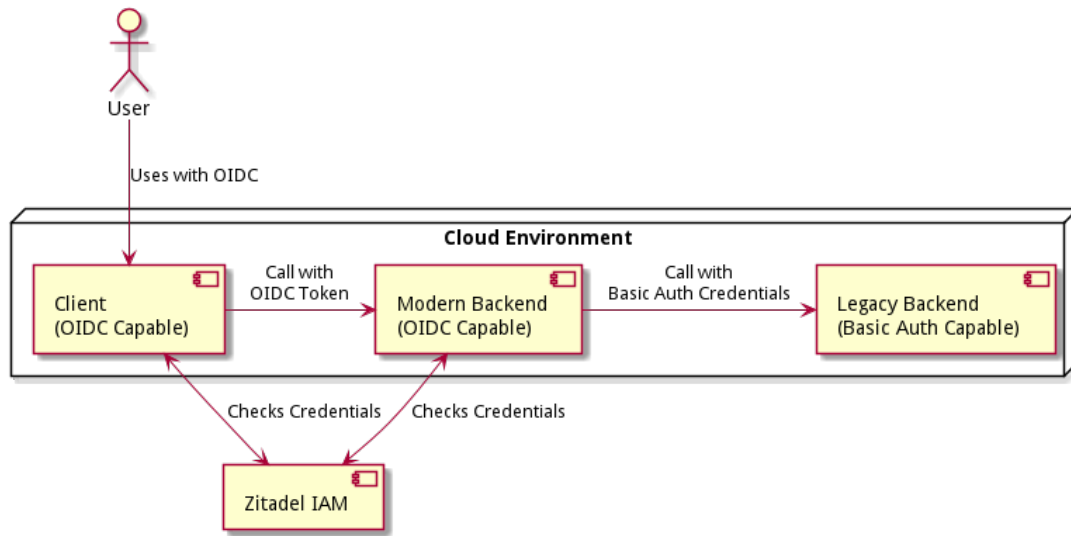 User
Uses with OIDC
Cloud Environment
Client
(OIDC Capable)
Call with
OIDC Token
Modern Backend
(OIDC Capable)
Call with
Basic Auth Credentials
Legacy Backend
(Basic Auth Capable)
Checks Credentials
Checks Credentials
Zitadel IAM